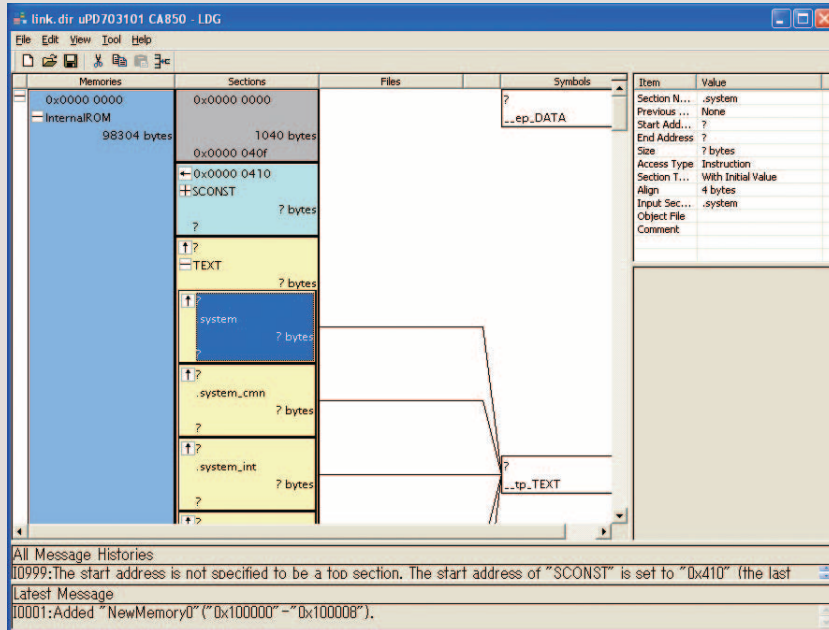 link.dir uPD703101 CA850 - LDG
File Edit View Tool Help
Memories Sections Files Symbols
0x0000 0000
InternalROM
98304 bytes
0x0000 0000
1040 bytes
0x0000 040f
0x0000 0410
SCONST
? bytes
?
?
TEXT
? bytes
?
.system
? bytes
?
?
.system_cmn
? bytes
?
?
.system_int
? bytes
?
?
?
__ep_DATA
?
__tp_TEXT
Item Value
Section N... .system
Previous ... None
Start Add... ?
End Address ?
Size ? bytes
Access Type Instruction
Section T... With Initial Value
Align 4 bytes
Input Sec... .system
Object File
Comment
All Message Histories
I0999:The start address is not specified to be a top section. The start address of "SCONST" is set to "0x410" (the last
Latest Message
I0001:Added "NewMemory0"("0x100000"-"0x100008").